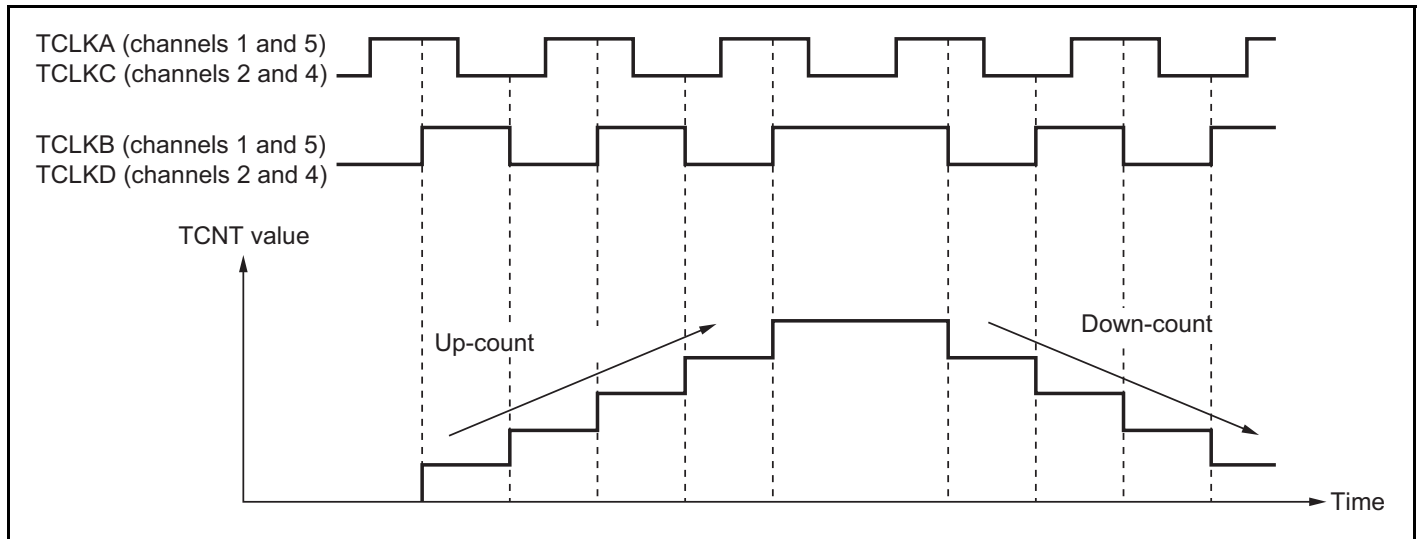 TCLKA (channels 1 and 5)
TCLKC (channels 2 and 4)
TCLKB (channels 1 and 5)
TCLKD (channels 2 and 4)
TCNT value
Up-count
Down-count
Time